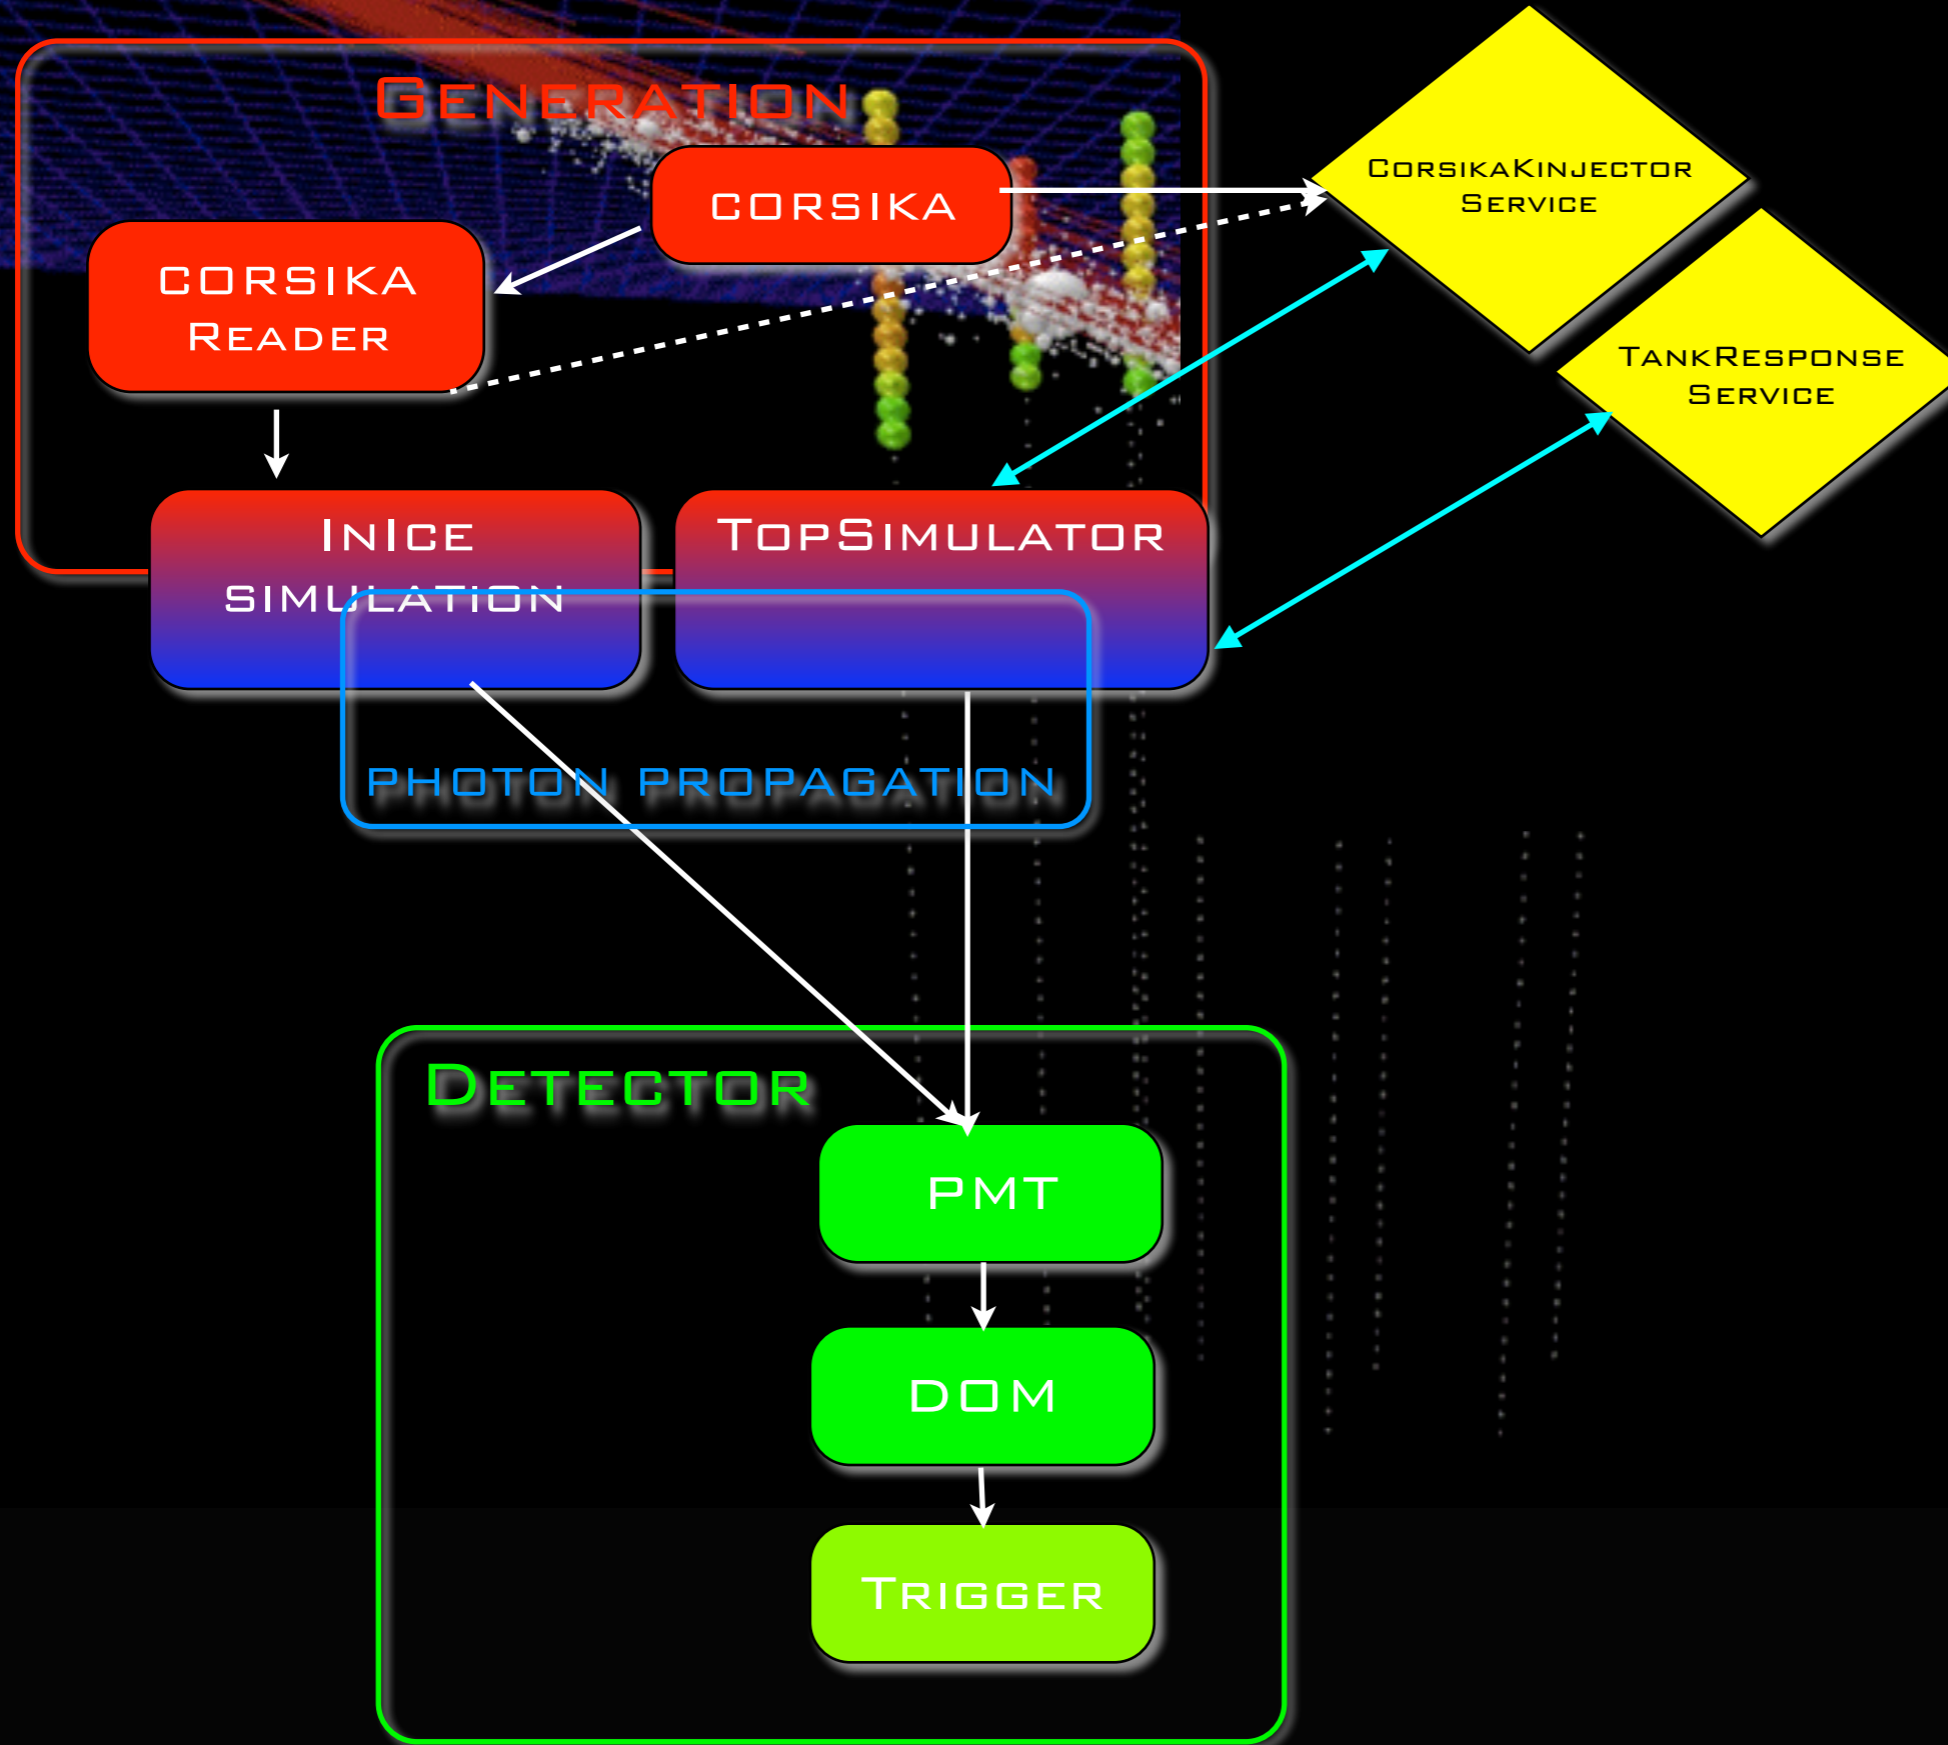 Generation
CORSIKA
CorsikaKinjector
Service
CORSIKA
Reader
TankResponse
Service
InIce
simulation
TopSimulator
photon propagation
Detector
PMT
DOM
Trigger